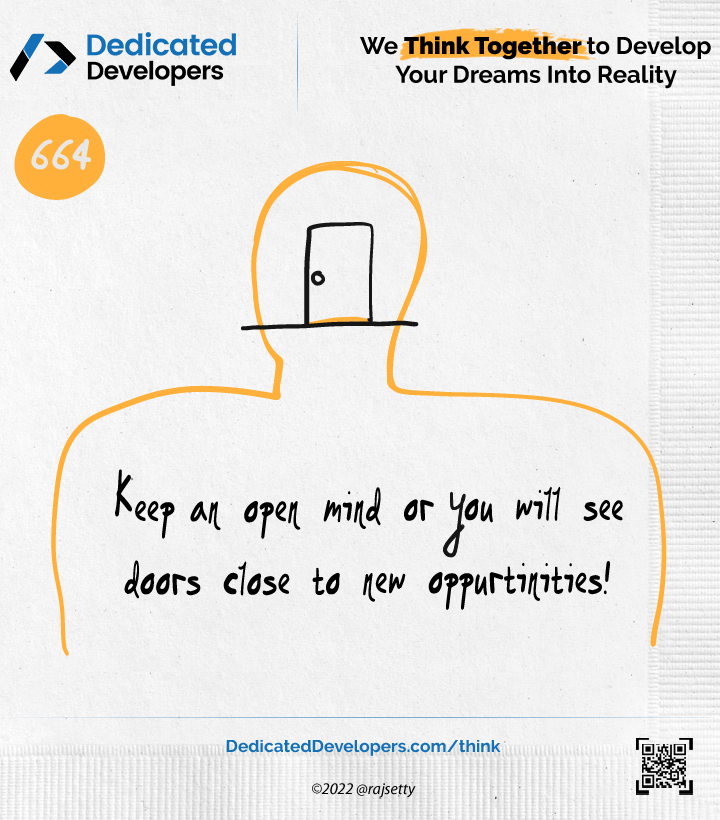 Dedicated
Developers
We Think Together to Develop
Your Dreams Into Reality
664
Keep an open mind or you will see
doors close to new oppurtinities!
DedicatedDevelopers.com/think
©2022 @rajsetty